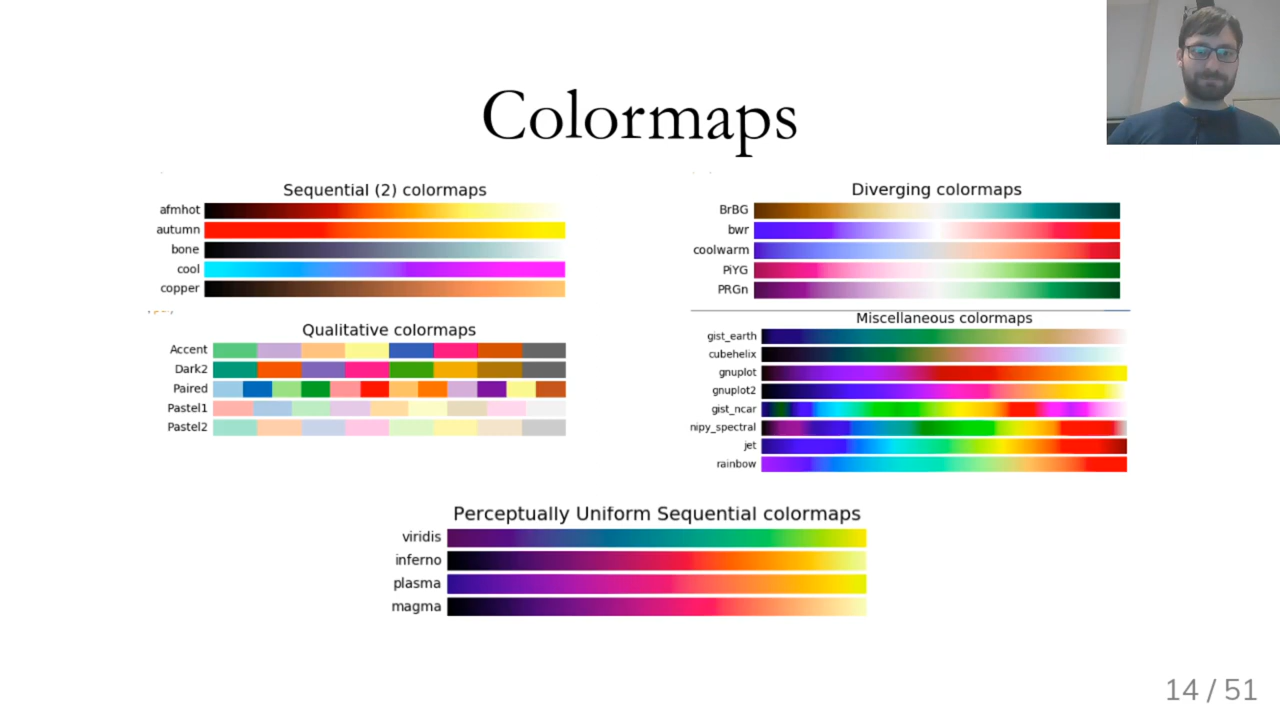 Colormaps
Sequential (2) colormaps
afmhot
autumn
bone
cool
copper
Diverging colormaps
BrBG
bwr
coolwarm
PiYG
PRGn
Qualitative colormaps
Accent
Dark2
Paired
Pastel1
Pastel2
Miscellaneous colormaps
gist_earth
cubehelix
gnuplot
gnuplot2
gist_ncar
nipy_spectral
jet
rainbow
Perceptually Uniform Sequential colormaps
viridis
inferno
plasma
magma
14 / 51